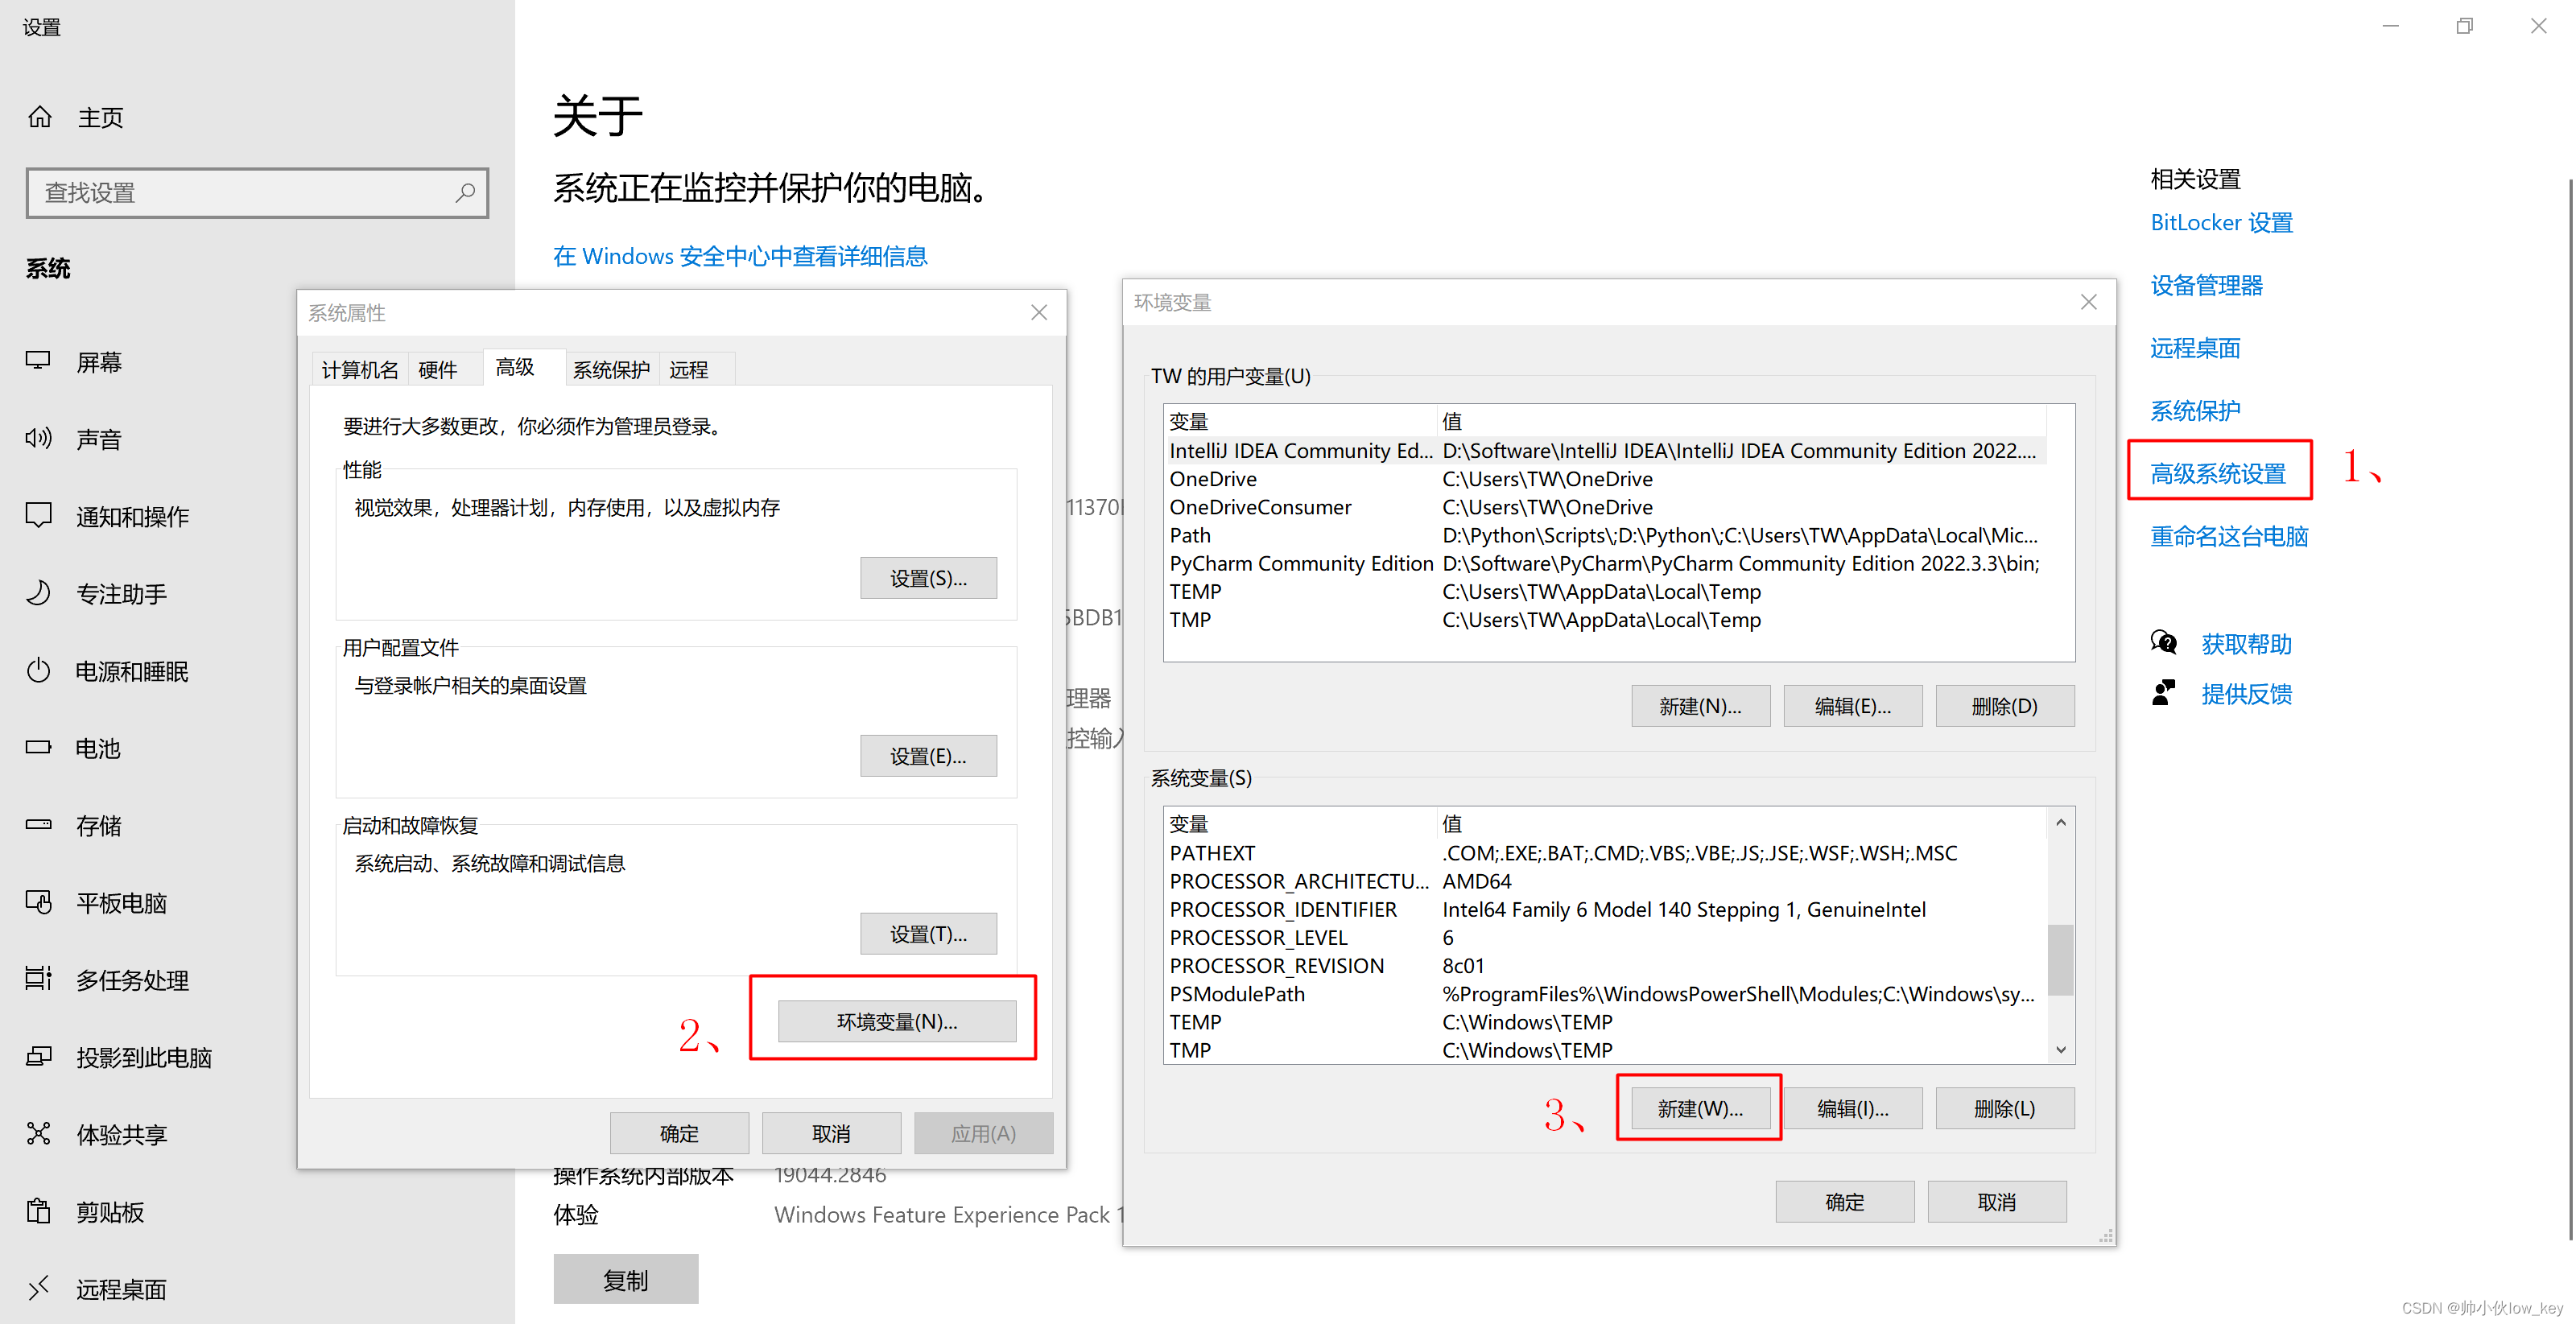 设置
主页
查找设置
系统
屏幕
声音
通知和操作
专注助手
电源和睡眠
电池
存储
平板电脑
多任务处理
投影到此电脑
体验共享
剪贴板
远程桌面
关于
系统正在监控并保护你的电脑。
在 Windows 安全中心中查看详细信息
系统属性
计算机名 硬件 高级 系统保护 远程
要进行大多数更改，你必须作为管理员登录。
性能
视觉效果，处理器计划，内存使用，以及虚拟内存
设置(S)...
用户配置文件
与登录帐户相关的桌面设置
设置(E)...
启动和故障恢复
系统启动、系统故障和调试信息
设置(T)...
2、
环境变量(N)...
确定 取消 应用(A)
11370
5BDB1
理器
控输入
操作系统内部版本 19044.2846
体验 Windows Feature Experience Pack 1
复制
环境变量
TW 的用户变量(U)
变量 值
IntelliJ IDEA Community Ed... D:\Software\IntelliJ IDEA\IntelliJ IDEA Community Edition 2022....
OneDrive C:\Users\TW\OneDrive
OneDriveConsumer C:\Users\TW\OneDrive
Path D:\Python\Scripts\;D:\Python\;C:\Users\TW\AppData\Local\Mic...
PyCharm Community Edition D:\Software\PyCharm\PyCharm Community Edition 2022.3.3\bin;
TEMP C:\Users\TW\AppData\Local\Temp
TMP C:\Users\TW\AppData\Local\Temp
新建(N)... 编辑(E)... 删除(D)
系统变量(S)
变量 值
PATHEXT .COM;.EXE;.BAT;.CMD;.VBS;.VBE;.JS;.JSE;.WSF;.WSH;.MSC
PROCESSOR_ARCHITECTU... AMD64
PROCESSOR_IDENTIFIER Intel64 Family 6 Model 140 Stepping 1, GenuineIntel
PROCESSOR_LEVEL 6
PROCESSOR_REVISION 8c01
PSModulePath %ProgramFiles%\WindowsPowerShell\Modules;C:\Windows\sy...
TEMP C:\Windows\TEMP
TMP C:\Windows\TEMP
3、
新建(W)... 编辑(I)... 删除(L)
确定 取消
相关设置
BitLocker 设置
设备管理器
远程桌面
系统保护
高级系统设置
1、
重命名这台电脑
获取帮助
提供反馈
CSDN @帅小伙low_key